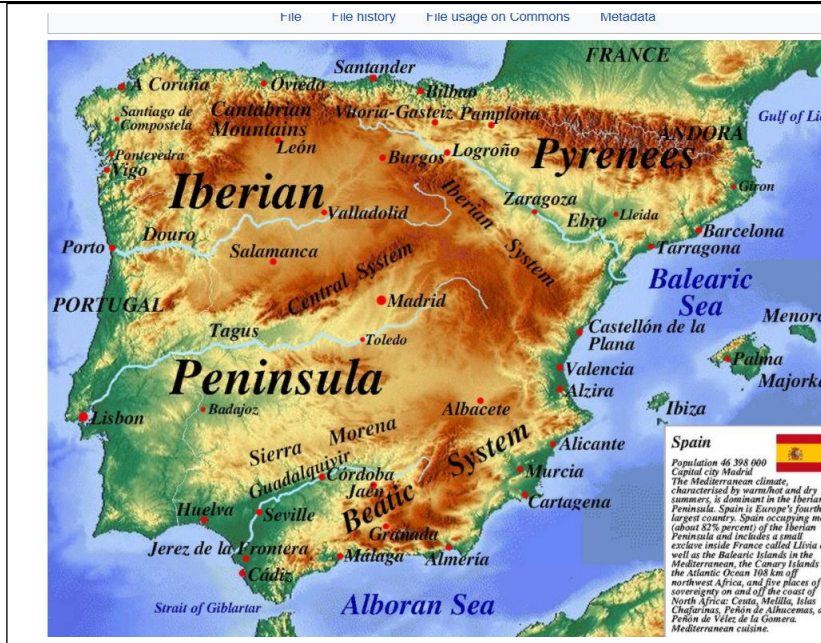 File File history File usage on Commons Metadata
FRANCE
Santander
A Coruña
Oviedo
Bilbao
Santiago de
Compostela
Cantabrian
Mountains
Vitoria-Gasteiz
Pamplona
ANDORA
León
Pontevedra
Vigo
Burgos
Logroño
Pyrenees
Iberian
Iberian
System
Giron
Valladolid
Zaragoza
Ebro
Lleida
Douro
Porto
Barcelona
Tarragona
Salamanca
Central System
Balearic
Sea
PORTUGAL
Madrid
Menorc
Tagus
Toledo
Castellón de la
Plana
Palma
Majorka
Peninsula
Valencia
Alzira
Lisbon
Badajoz
Albacete
Ibiza
Sierra Morena
Alicante
Guadalquivir
Córdoba
Jaén
Murcia
Cartagena
Beatic System
Huelva
Seville
Granada
Jerez de la Frontera
Málaga
Almería
Cádiz
Strait of Giblartar
Alboran Sea
Spain
Population 46 398 000
Capital city Madrid
The Mediterranean climate,
characterised by warm/hot and dry
summers, is dominant in the Iberian
Peninsula. Spain is Europe's fourth
largest country. Spain occupying mo
(about 82% percent) of the Iberian
Peninsula and includes a small
exclave inside France called Llívia
well as the Balearic Islands in the
Mediterranean, the Canary Islands
the Atlantic Ocean 108 km off
northwest Africa, and five places of
sovereignty on and off the coast of
North Africa: Ceuta, Melilla, Islas
Chafarinas, Peñón de Alhucemas,
Peñón de Vélez de la Gomera.
Mediterranean cuisine.